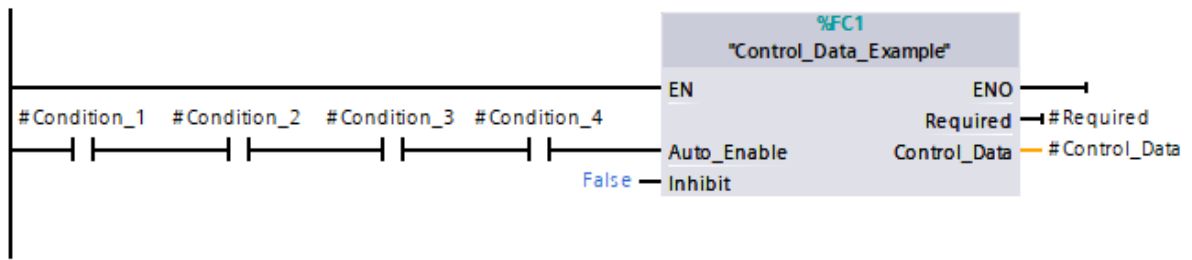 %FC1
"Control_Data_Example"
EN ENO
#Condition_1 #Condition_2 #Condition_3 #Condition_4
Required #Required
Auto_Enable Control_Data #Control_Data
False Inhibit